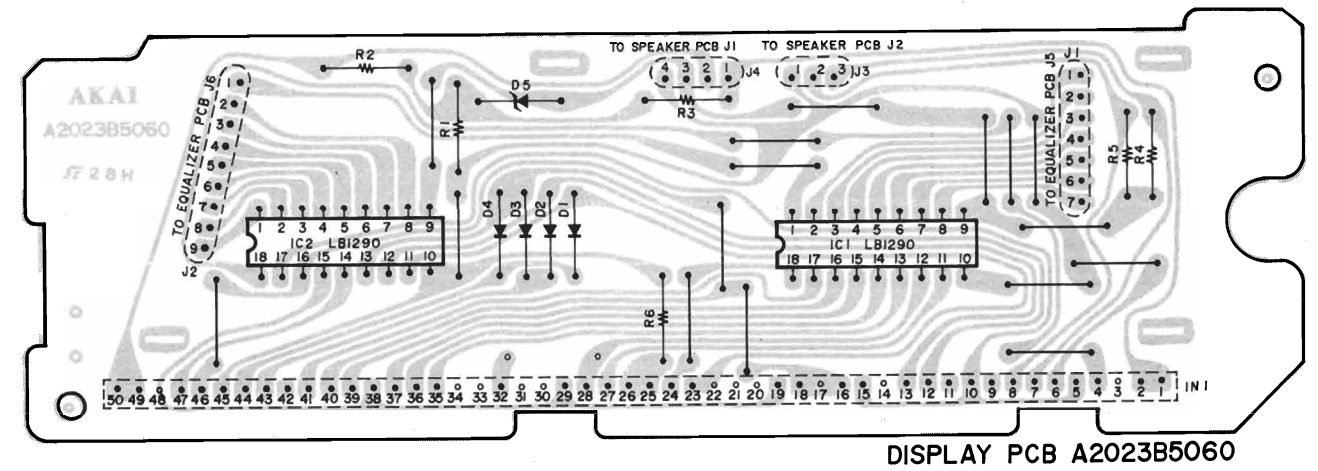 TO SPEAKER PCB J1
TO SPEAKER PCB J2
R2
4 3 2 1
J4
1 2 3
J3
J1
TO EQUALIZER PCB J6
1
2
3
4
5
6
7
8
9
J2
AKAI
A2023B5060
28H
D5
R3
R1
TO EQUALIZER PCB J5
1
2
3
4
5
6
7
R5
R4
1 2 3 4 5 6 7 8 9
IC2 LB1290
18 17 16 15 14 13 12 11 10
D4
D3
D2
D1
1 2 3 4 5 6 7 8 9
IC1 LB1290
18 17 16 15 14 13 12 11 10
R6
50 49 48 47 46 45 44 43 42 41 40 39 38 37 36 35 34 33 32 31 30 29 28 27 26 25 24 23 22 21 20 19 18 17 16 15 14 13 12 11 10 9 8 7 6 5 4 3 2 1
IN1
DISPLAY PCB A2023B5060